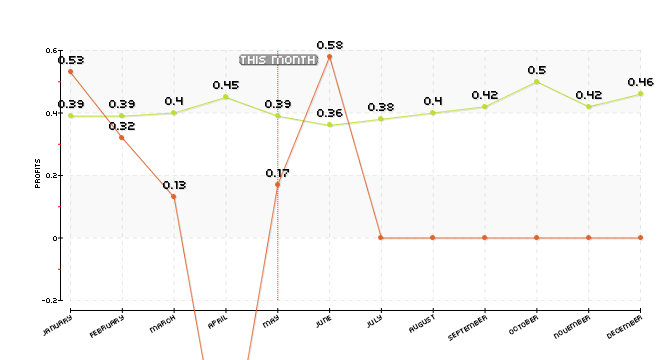 0.6
0.4
0.2
0
-0.2
PROFITS
THIS MONTH
0.53
0.32
0.13
0.17
0.58
0.39
0.39
0.4
0.45
0.39
0.36
0.38
0.4
0.42
0.5
0.42
0.46
JANUARY
FEBRUARY
MARCH
APRIL
MAY
JUNE
JULY
AUGUST
SEPTEMBER
OCTOBER
NOVEMBER
DECEMBER